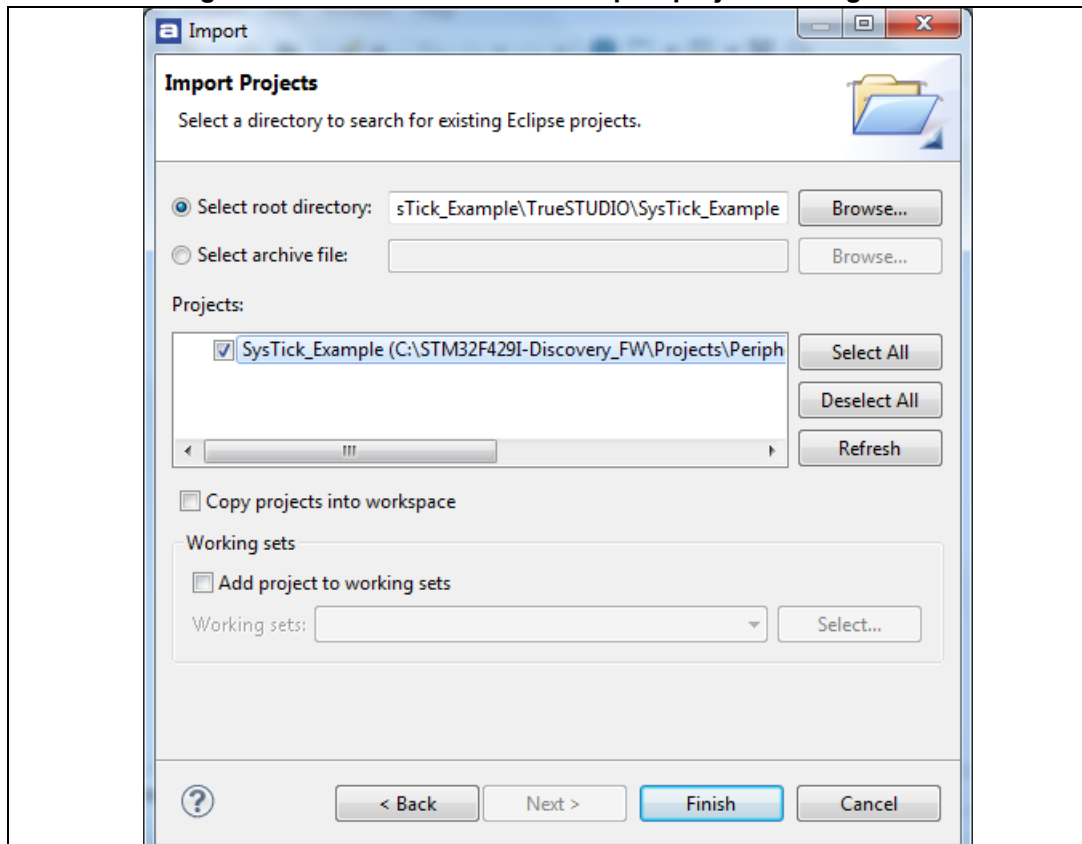 Import
Import Projects
Select a directory to search for existing Eclipse projects.
Select root directory: sTick_Example\TrueSTUDIO\SysTick_Example Browse...
Select archive file: Browse...
Projects:
SysTick_Example (C:\STM32F429I-Discovery_FW\Projects\Periph Select All
Deselect All
Refresh
Copy projects into workspace
Working sets
Add project to working sets
Working sets: Select...
? < Back Next > Finish Cancel